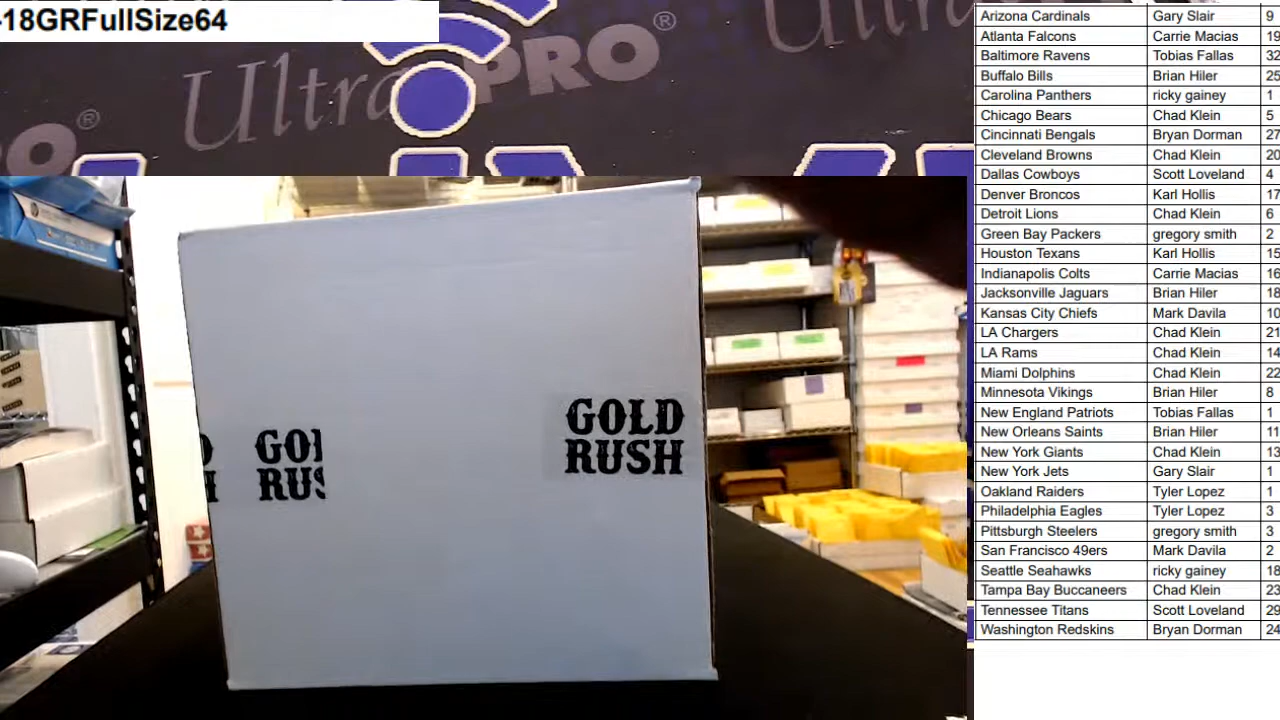 -18GRFullSize64
Ultra PRO®
®
GOLD
RUSH
GOLD
RUSH
Arizona Cardinals Gary Slair 9
Atlanta Falcons Carrie Macias 19
Baltimore Ravens Tobias Fallas 32
Buffalo Bills Brian Hiler 25
Carolina Panthers ricky gainey 1
Chicago Bears Chad Klein 5
Cincinnati Bengals Bryan Dorman 27
Cleveland Browns Chad Klein 20
Dallas Cowboys Scott Loveland 4
Denver Broncos Karl Hollis 17
Detroit Lions Chad Klein 6
Green Bay Packers gregory smith 2
Houston Texans Karl Hollis 15
Indianapolis Colts Carrie Macias 16
Jacksonville Jaguars Brian Hiler 18
Kansas City Chiefs Mark Davila 10
LA Chargers Chad Klein 21
LA Rams Chad Klein 14
Miami Dolphins Chad Klein 22
Minnesota Vikings Brian Hiler 8
New England Patriots Tobias Fallas 1
New Orleans Saints Brian Hiler 11
New York Giants Chad Klein 13
New York Jets Gary Slair 1
Oakland Raiders Tyler Lopez 1
Philadelphia Eagles Tyler Lopez 3
Pittsburgh Steelers gregory smith 3
San Francisco 49ers Mark Davila 2
Seattle Seahawks ricky gainey 18
Tampa Bay Buccaneers Chad Klein 23
Tennessee Titans Scott Loveland 29
Washington Redskins Bryan Dorman 24